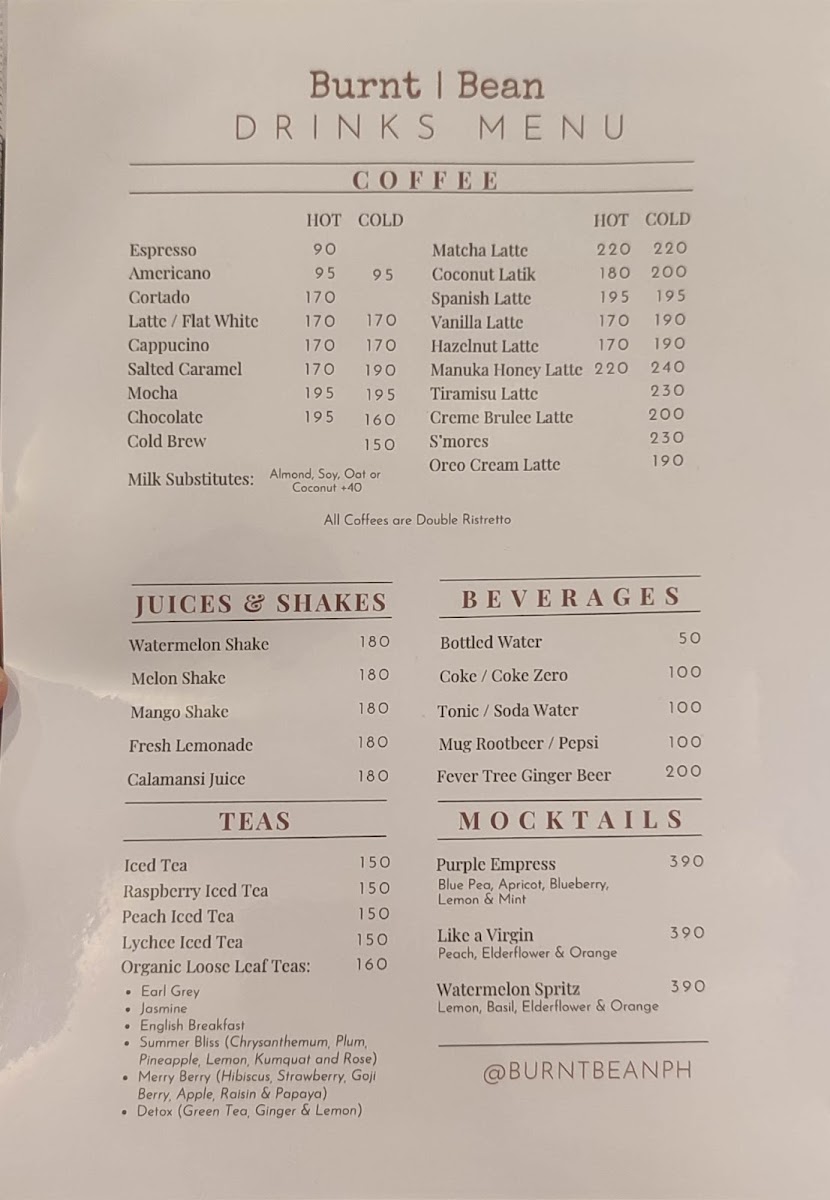 Burnt | Bean
DRINKS MENU
COFFEE
HOT COLD
Espresso 90
Americano 95 95
Cortado 170
Latte / Flat White 170 170
Cappucino 170 170
Salted Caramel 170 190
Mocha 195 195
Chocolate 195 160
Cold Brew 150
Milk Substitutes: Almond, Soy, Oat or
Coconut +40
HOT COLD
Matcha Latte 220 220
Coconut Latik 180 200
Spanish Latte 195 195
Vanilla Latte 170 190
Hazelnut Latte 170 190
Manuka Honey Latte 220 240
Tiramisu Latte 230
Creme Brulee Latte 200
S'mores 230
Oreo Cream Latte 190
All Coffees are Double Ristretto
JUICES & SHAKES
Watermelon Shake 180
Melon Shake 180
Mango Shake 180
Fresh Lemonade 180
Calamansi Juice 180
TEAS
Iced Tea 150
Raspberry Iced Tea 150
Peach Iced Tea 150
Lychee Iced Tea 150
Organic Loose Leaf Teas: 160
• Earl Grey
• Jasmine
• English Breakfast
• Summer Bliss (Chrysanthemum, Plum,
Pineapple, Lemon, Kumquat and Rose)
• Merry Berry (Hibiscus, Strawberry, Goji
Berry, Apple, Raisin & Papaya)
• Detox (Green Tea, Ginger & Lemon)
BEVERAGES
Bottled Water 50
Coke / Coke Zero 100
Tonic / Soda Water 100
Mug Rootbeer / Pepsi 100
Fever Tree Ginger Beer 200
MOCKTAILS
Purple Empress 390
Blue Pea, Apricot, Blueberry,
Lemon & Mint
Like a Virgin 390
Peach, Elderflower & Orange
Watermelon Spritz 390
Lemon, Basil, Elderflower & Orange
@BURNTBEANPH